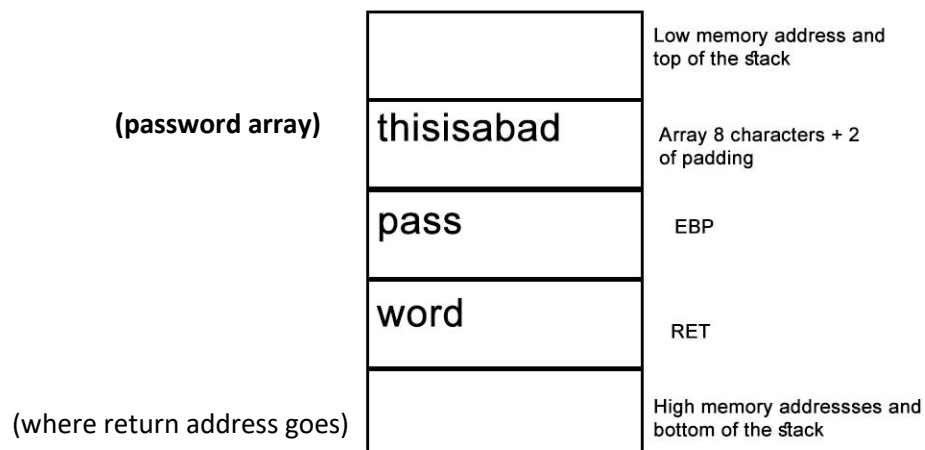 Low memory address and
top of the stack
(password array)
thisisabad
Array 8 characters + 2
of padding
pass
EBP
word
RET
(where return address goes)
High memory addressses and
bottom of the stack